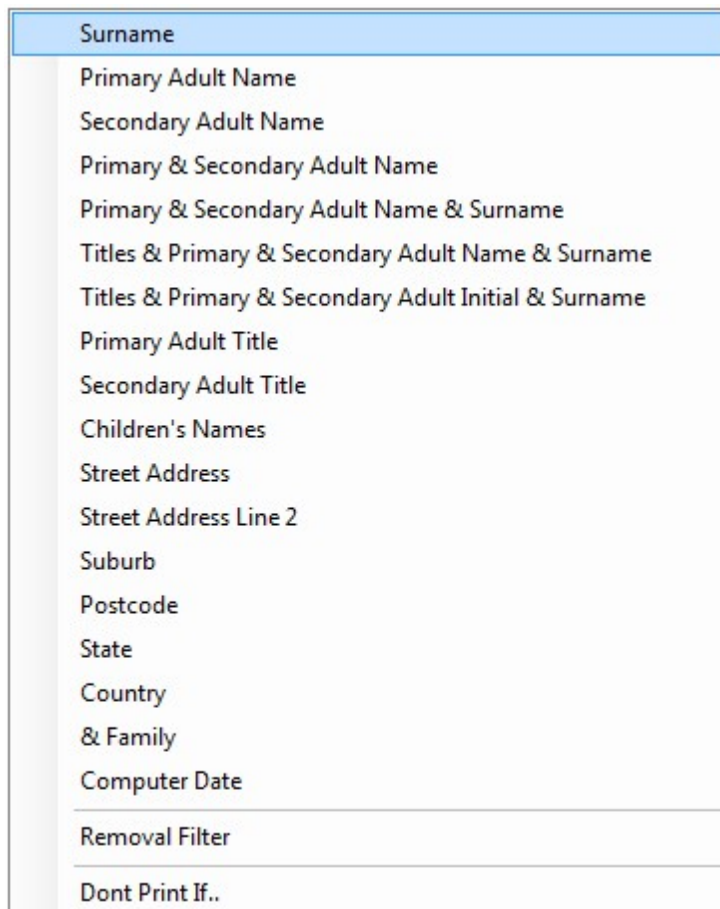 Surname
Primary Adult Name
Secondary Adult Name
Primary & Secondary Adult Name
Primary & Secondary Adult Name & Surname
Titles & Primary & Secondary Adult Name & Surname
Titles & Primary & Secondary Adult Initial & Surname
Primary Adult Title
Secondary Adult Title
Children's Names
Street Address
Street Address Line 2
Suburb
Postcode
State
Country
& Family
Computer Date
Removal Filter
Dont Print If..